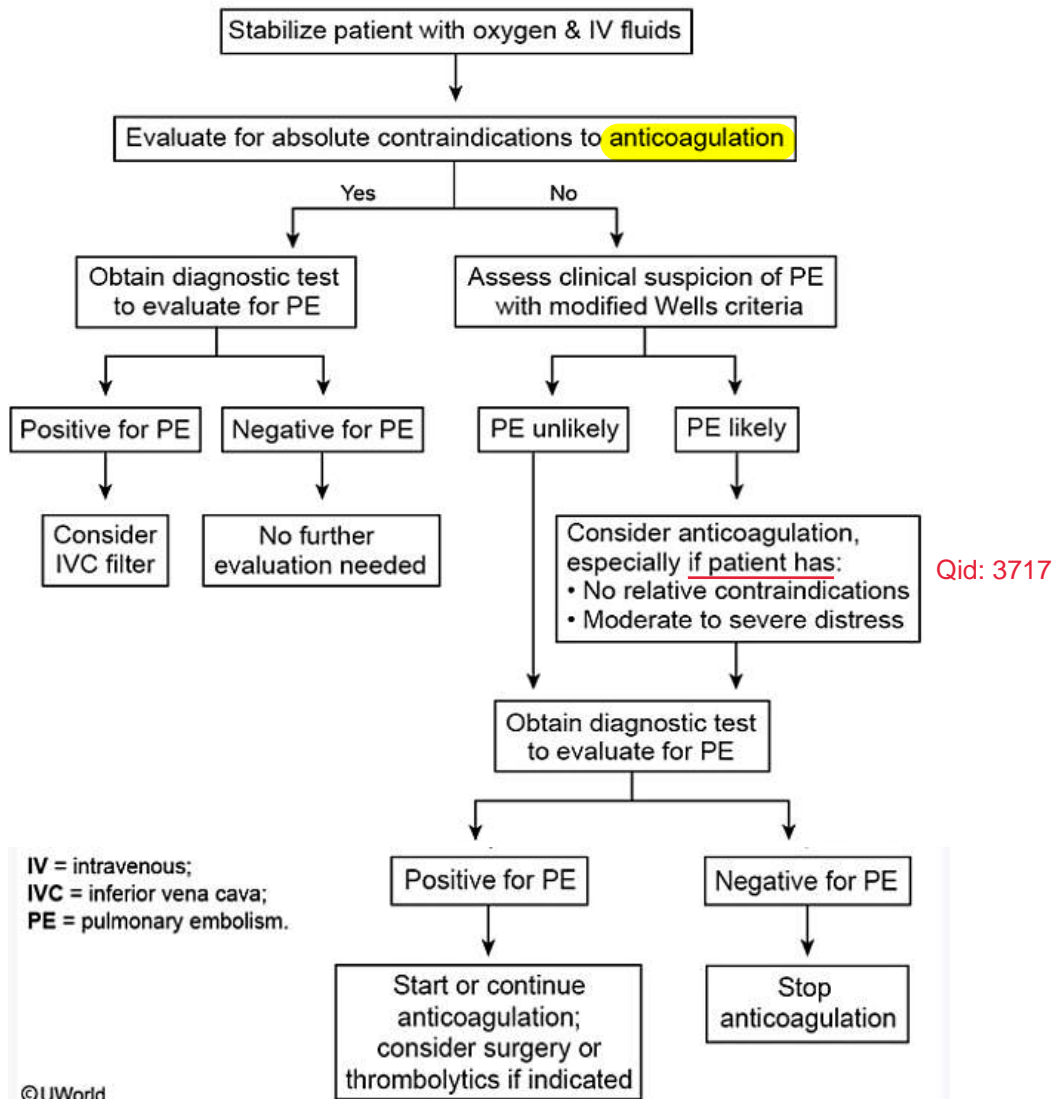 Stabilize patient with oxygen & IV fluids
Evaluate for absolute contraindications to anticoagulation
Yes
No
Obtain diagnostic test
to evaluate for PE
Assess clinical suspicion of PE
with modified Wells criteria
Positive for PE
Negative for PE
PE unlikely
PE likely
Consider
IVC filter
No further
evaluation needed
Consider anticoagulation,
especially if patient has:
• No relative contraindications
• Moderate to severe distress
Qid: 3717
Obtain diagnostic test
to evaluate for PE
IV = intravenous;
IVC = inferior vena cava;
PE = pulmonary embolism.
Positive for PE
Negative for PE
Start or continue
anticoagulation;
consider surgery or
thrombolytics if indicated
Stop
anticoagulation
©UWorld